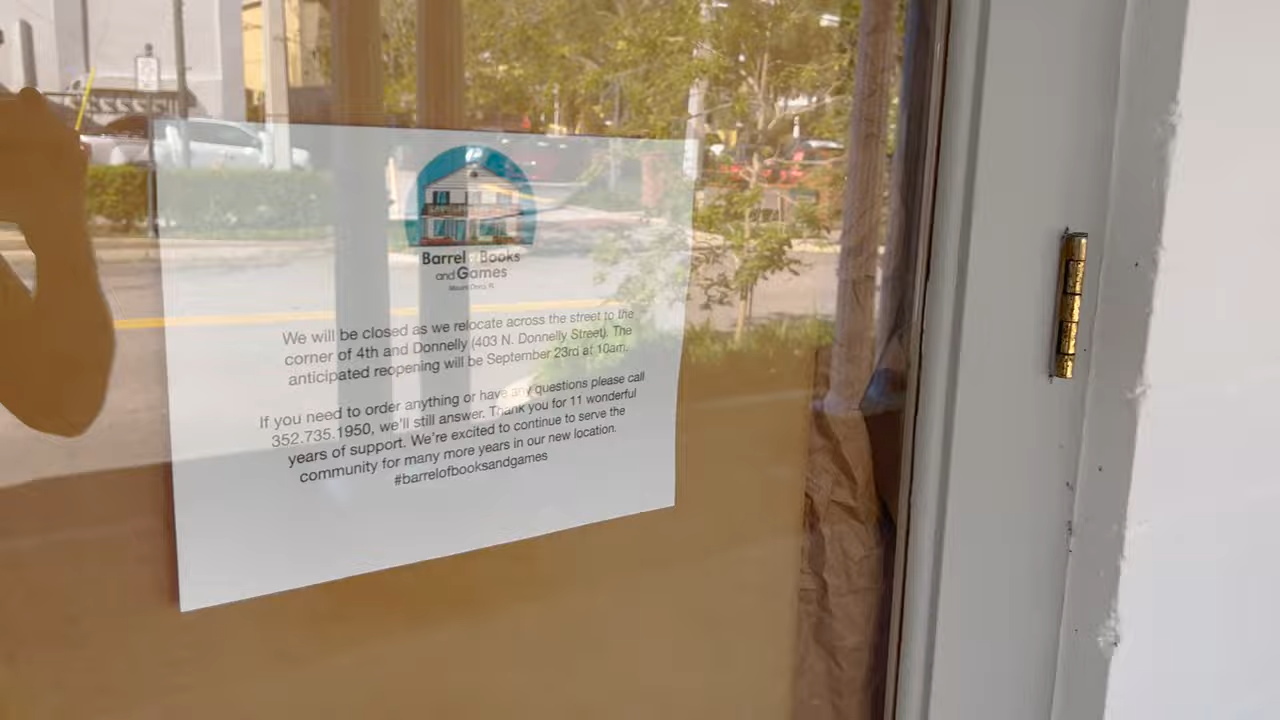 Barrel of Books
and Games
Mount Dora, FL
We will be closed as we relocate across the street to the
corner of 4th and Donnelly (403 N. Donnelly Street). The
anticipated reopening will be September 23rd at 10am.
If you need to order anything or have any questions please call
352.735.1950, we'll still answer. Thank you for 11 wonderful
years of support. We're excited to continue to serve the
community for many more years in our new location.
#barrelofbooksandgames